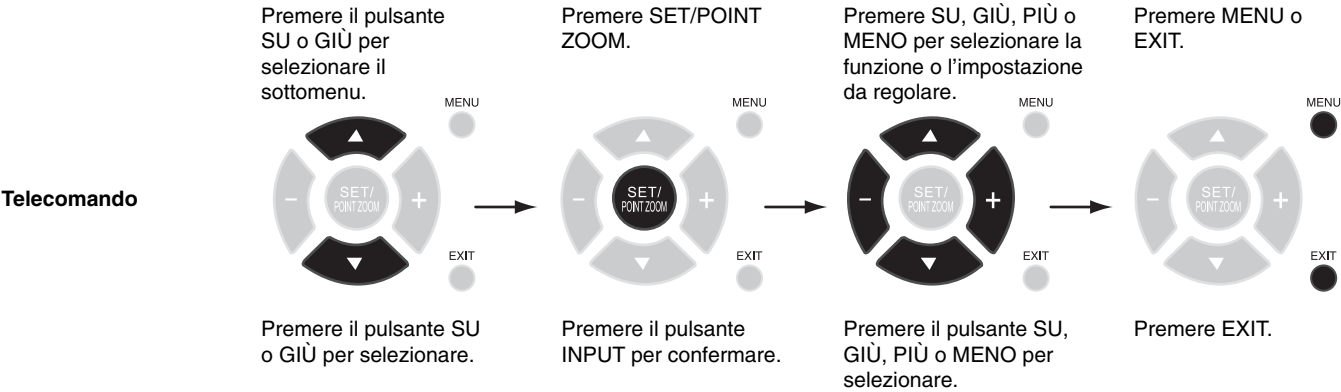 Premere il pulsante
SU o GIÙ per
selezionare il
sottomenu.
Premere SET/POINT
ZOOM.
Premere SU, GIÙ, PIÙ o
MENO per selezionare la
funzione o l'impostazione
da regolare.
Premere MENU o
EXIT.
Telecomando
MENU
-
SET/
POINT ZOOM
+
EXIT
MENU
-
SET/
POINT ZOOM
+
EXIT
MENU
-
SET/
POINT ZOOM
+
EXIT
MENU
-
SET/
POINT ZOOM
+
EXIT
Premere il pulsante SU
o GIÙ per selezionare.
Premere il pulsante
INPUT per confermare.
Premere il pulsante SU,
GIÙ, PIÙ o MENO per
selezionare.
Premere EXIT.